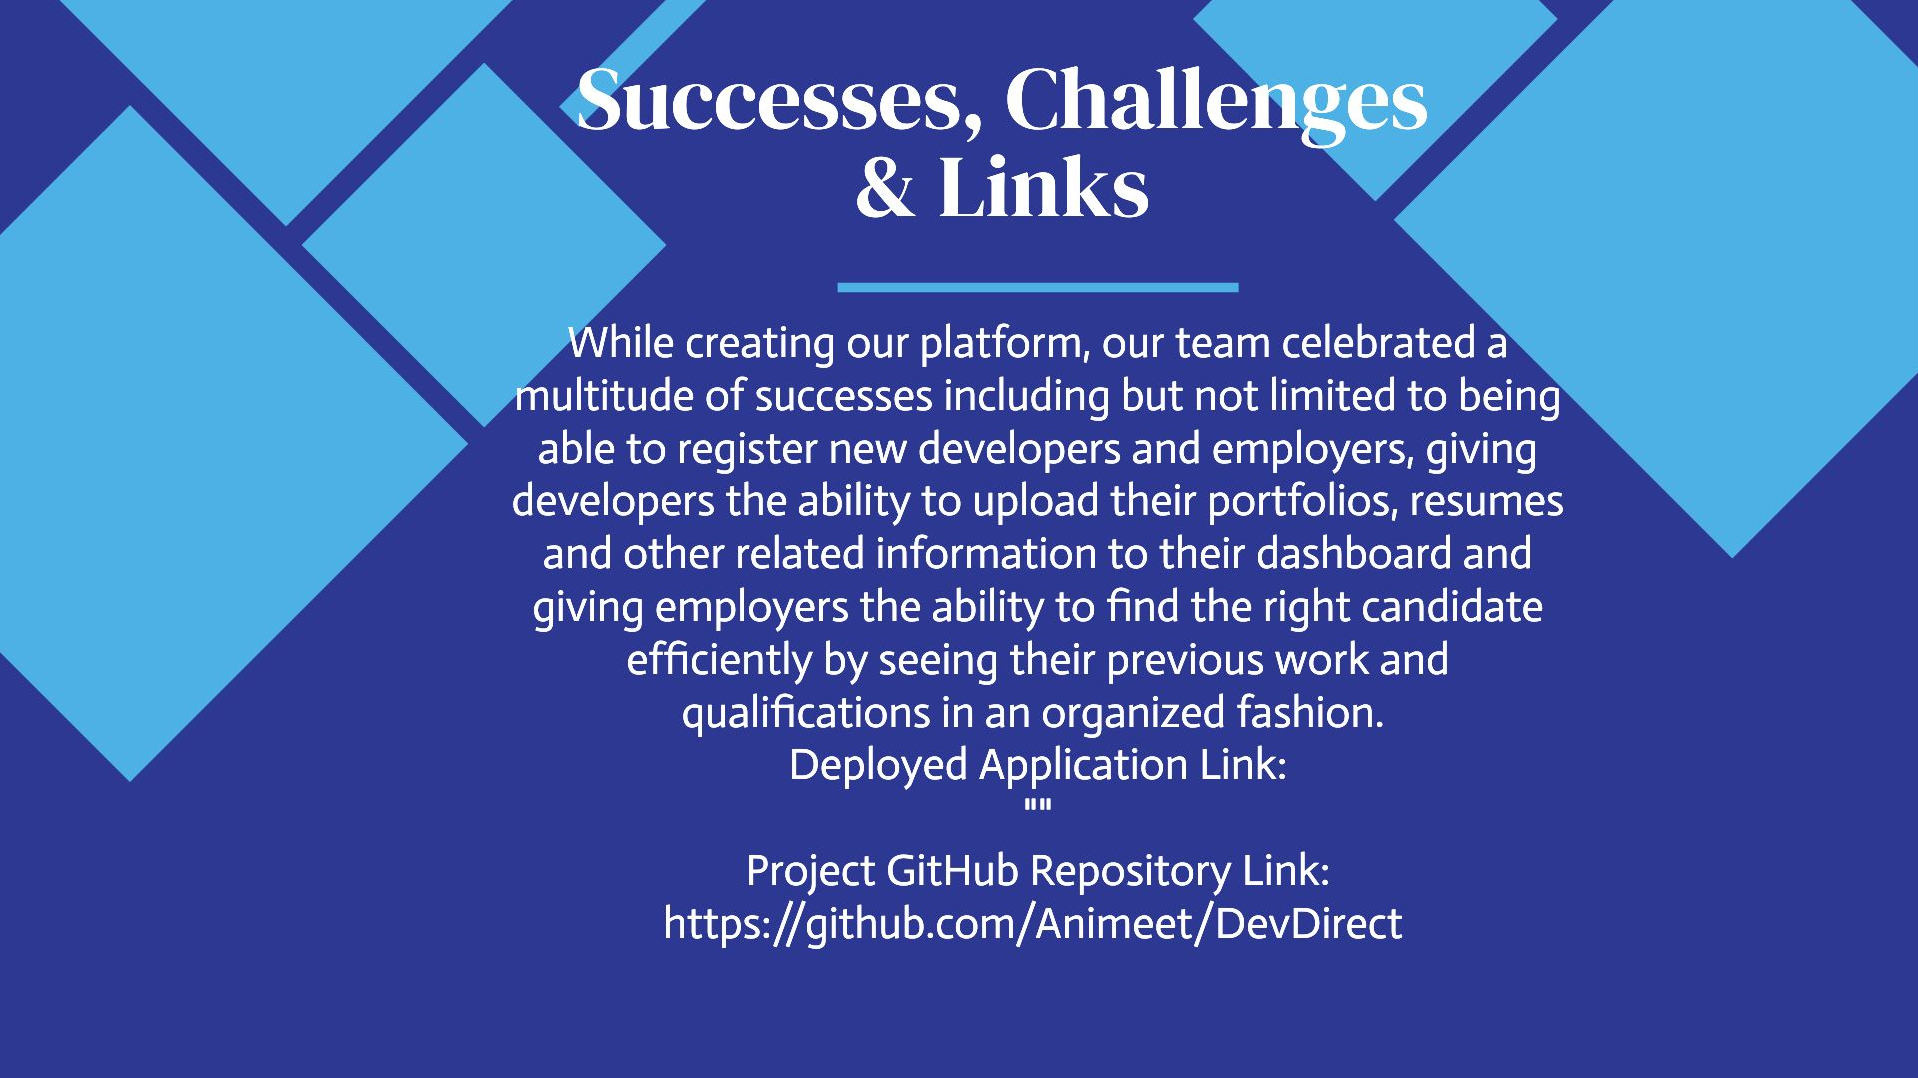 Successes, Challenges
& Links
While creating our platform, our team celebrated a
multitude of successes including but not limited to being
able to register new developers and employers, giving
developers the ability to upload their portfolios, resumes
and other related information to their dashboard and
giving employers the ability to find the right candidate
efficiently by seeing their previous work and
qualifications in an organized fashion.
Deployed Application Link:
""
Project GitHub Repository Link:
https://github.com/Animeet/DevDirect